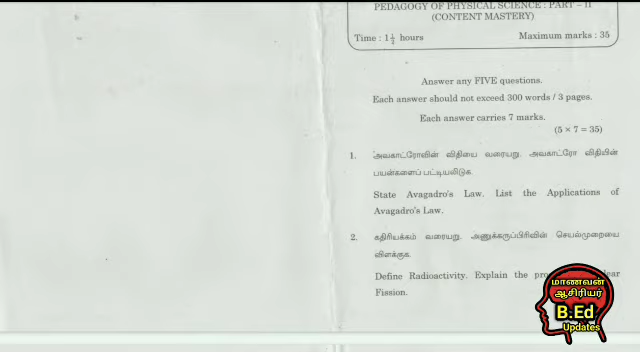 PEDAGOGY OF PHYSICAL SCIENCE : PART – II
(CONTENT MASTERY)
Time : 1½ hours Maximum marks : 35
Answer any FIVE questions.
Each answer should not exceed 300 words / 3 pages.
Each answer carries 7 marks.
(5 × 7 = 35)
1. அவகாட்ரோவின் விதியை வரையறு. அவகாட்ரோ விதியின்
பயன்களைப் பட்டியலிடுக.
State Avagadro's Law. List the Applications of
Avagadro's Law.
2. கதிரியக்கம் வரையறு. அணுக்கருப்பிரிவின் செயல்முறையை
விளக்குக.
Define Radioactivity. Explain the
Fission.
மாணவன்
ஆசிரியர்
B.Ed
Updates